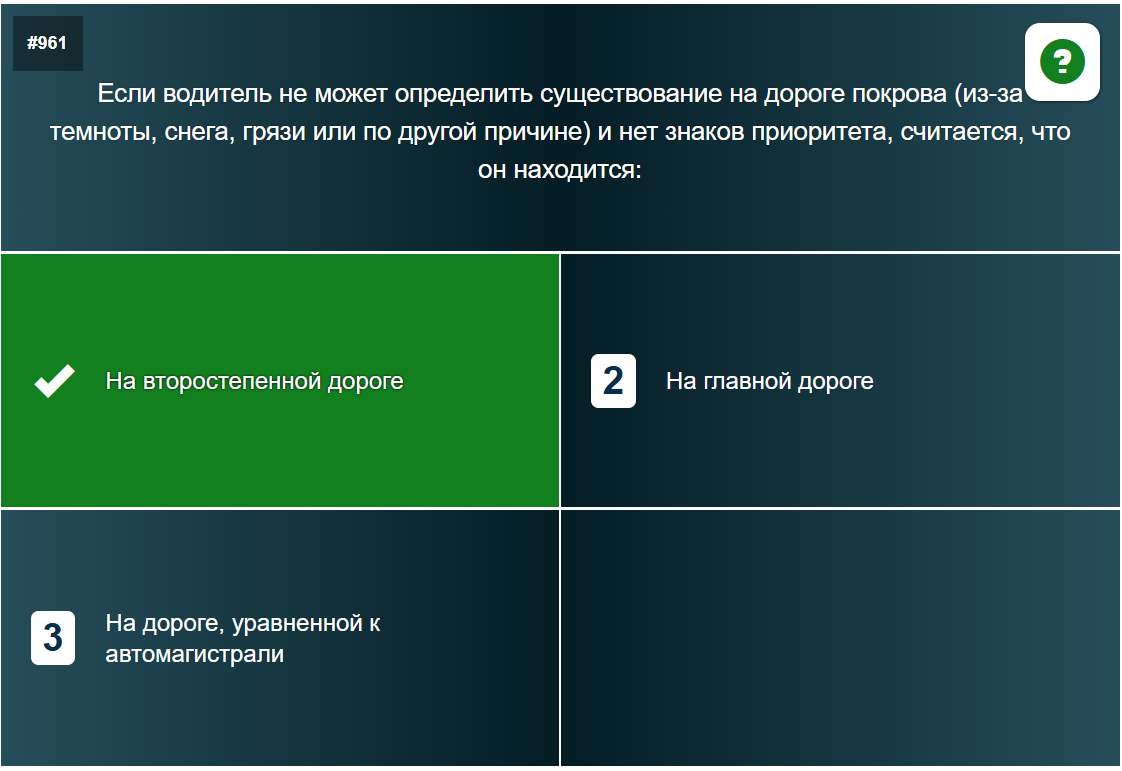 #961
?
Если водитель не может определить существование на дороге покрова (из-за
темноты, снега, грязи или по другой причине) и нет знаков приоритета, считается, что
он находится:
На второстепенной дороге
2
На главной дороге
3
На дороге, уравненной к
автомагистрали